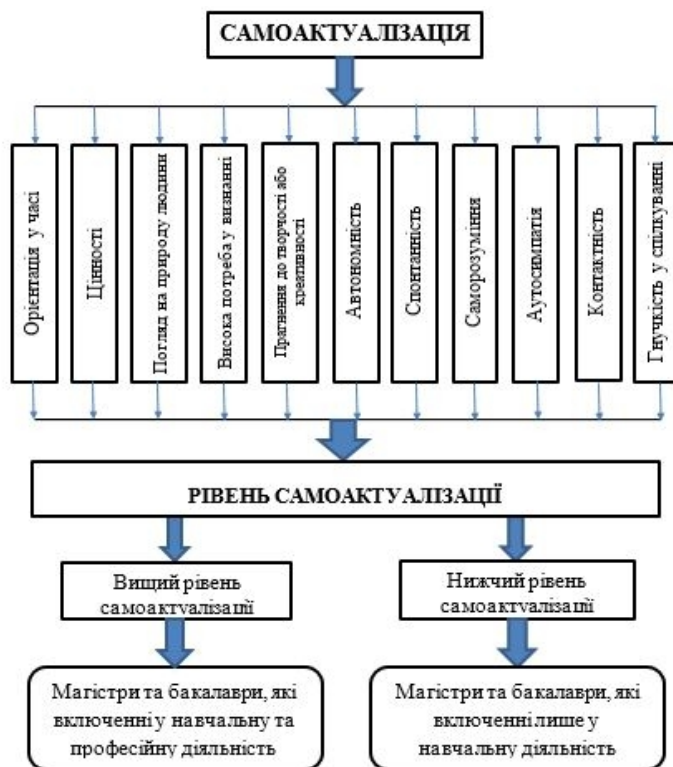 САМОАКТУАЛІЗАЦІЯ
Орієнтація у часі
Цінності
Погляд на природу людини
Висока потреба у визнанні
Прагнення до творчості або
креативності
Автономність
Спонтанність
Саморозуміння
Аутосимпатія
Контактність
Гнучкість у спілкуванні
РІВЕНЬ САМОАКТУАЛІЗАЦІЇ
Вищий рівень
самоактуалізації
Нижчий рівень
самоактуалізації
Магістри та бакалаври, які
включенні у навчальну та
професійну діяльність
Магістри та бакалаври, які
включенні лише у
навчальну діяльність